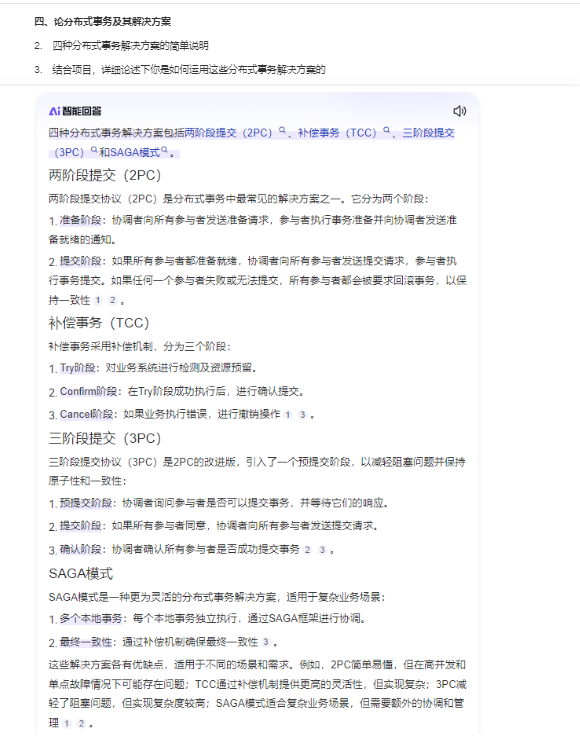 四、论分布式事务及其解决方案
2. 四种分布式事务解决方案的简单说明
3. 结合项目，详细论述下你是如何运用这些分布式事务解决方案的
Ai智能回答
四种分布式事务解决方案包括两阶段提交（2PC）、补偿事务（TCC）、三阶段提交
（3PC）和SAGA模式。
两阶段提交（2PC）
两阶段提交协议（2PC）是分布式事务中最常见的解决方案之一。它分为两个阶段：
1. 准备阶段：协调者向所有参与者发送准备请求，参与者执行事务准备并向协调者发送准
备就绪的通知。
2. 提交阶段：如果所有参与者都准备就绪，协调者向所有参与者发送提交请求，参与者执
行事务提交。如果任何一个参与者失败或无法提交，所有参与者都会被要求回滚事务，以保
持一致性 1 2 。
补偿事务（TCC）
补偿事务采用补偿机制，分为三个阶段：
1. Try阶段：对业务系统进行检测及资源预留。
2. Confirm阶段：在Try阶段成功执行后，进行确认提交。
3. Cancel阶段：如果业务执行错误，进行撤销操作 1 3 。
三阶段提交（3PC）
三阶段提交协议（3PC）是2PC的改进版，引入了一个预提交阶段，以减轻阻塞问题并保持
原子性和一致性：
1. 预提交阶段：协调者询问参与者是否可以提交事务，并等待它们的响应。
2. 提交阶段：如果所有参与者同意，协调者向所有参与者发送提交请求。
3. 确认阶段：协调者确认所有参与者是否成功提交事务 2 3 。
SAGA模式
SAGA模式是一种更为灵活的分布式事务解决方案，适用于复杂业务场景：
1. 多个本地事务：每个本地事务独立执行，通过SAGA框架进行协调。
2. 最终一致性：通过补偿机制确保最终一致性 3 。
这些解决方案各有优缺点，适用于不同的场景和需求。例如，2PC简单易懂，但在高并发和
单点故障情况下可能存在问题；TCC通过补偿机制提供更高的灵活性，但实现复杂；3PC减
轻了阻塞问题，但实现复杂度较高；SAGA模式适合复杂业务场景，但需要额外的协调和管
理 1 2 。